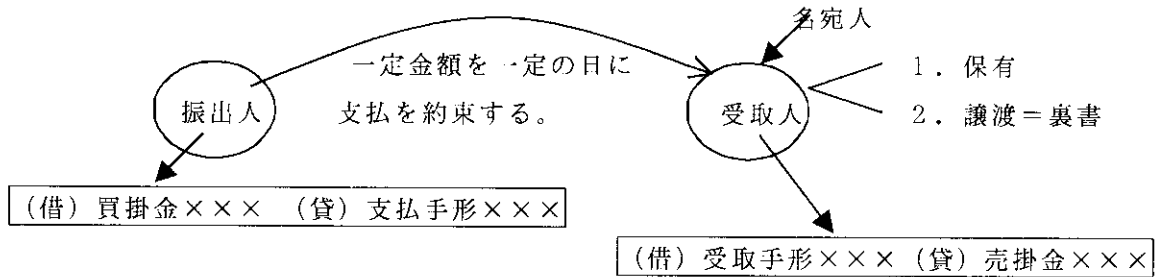 名宛人
一定金額を一定の日に
支払を約束する。
振出人
受取人
1．保有
2．譲渡＝裏書
(借) 買掛金××× (貸) 支払手形×××
(借) 受取手形××× (貸) 売掛金×××